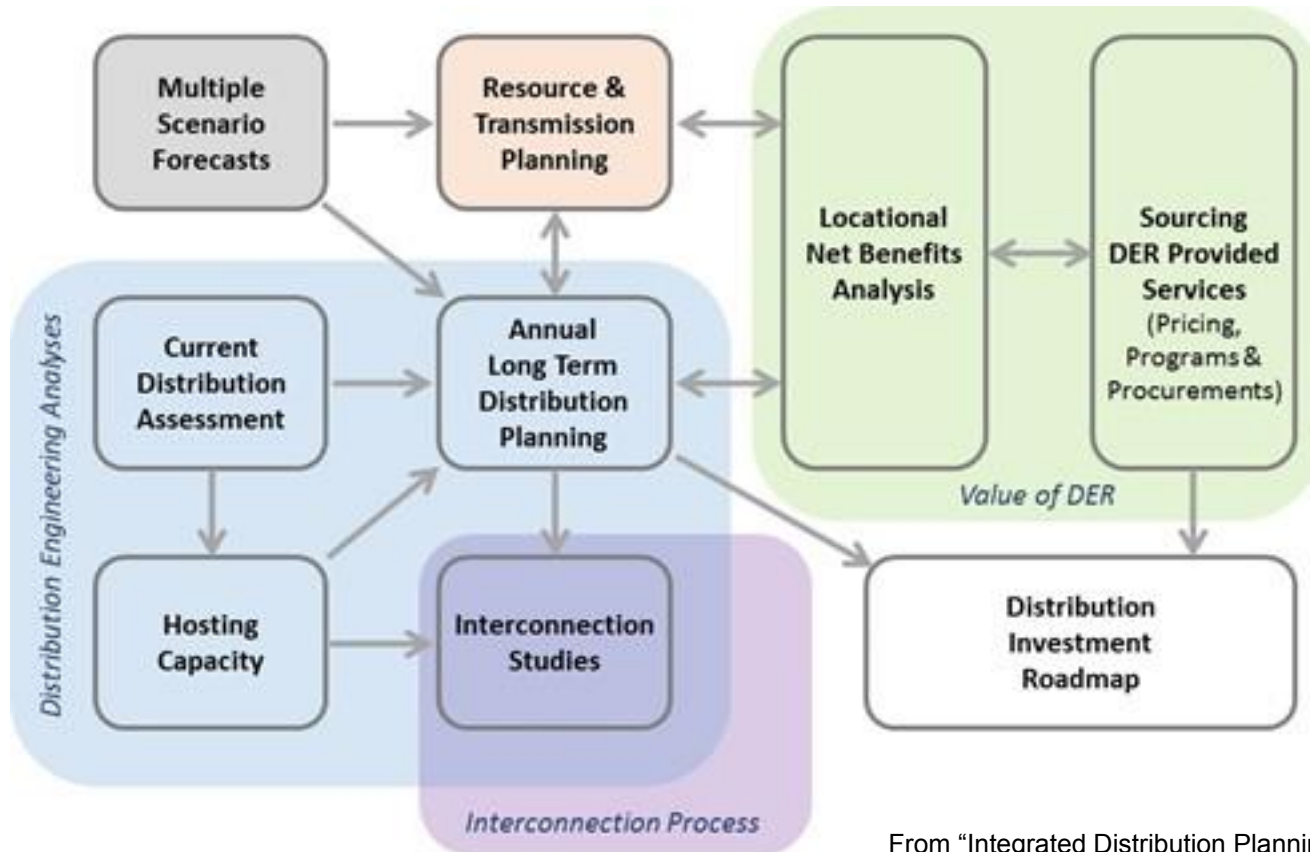 Multiple
Scenario
Forecasts
Resource &
Transmission
Planning
Locational
Net Benefits
Analysis
Sourcing
DER Provided
Services
(Pricing,
Programs &
Procurements)
Value of DER
Distribution Engineering Analyses
Current
Distribution
Assessment
Annual
Long Term
Distribution
Planning
Hosting
Capacity
Interconnection
Studies
Distribution
Investment
Roadmap
Interconnection Process
From “Integrated Distribution